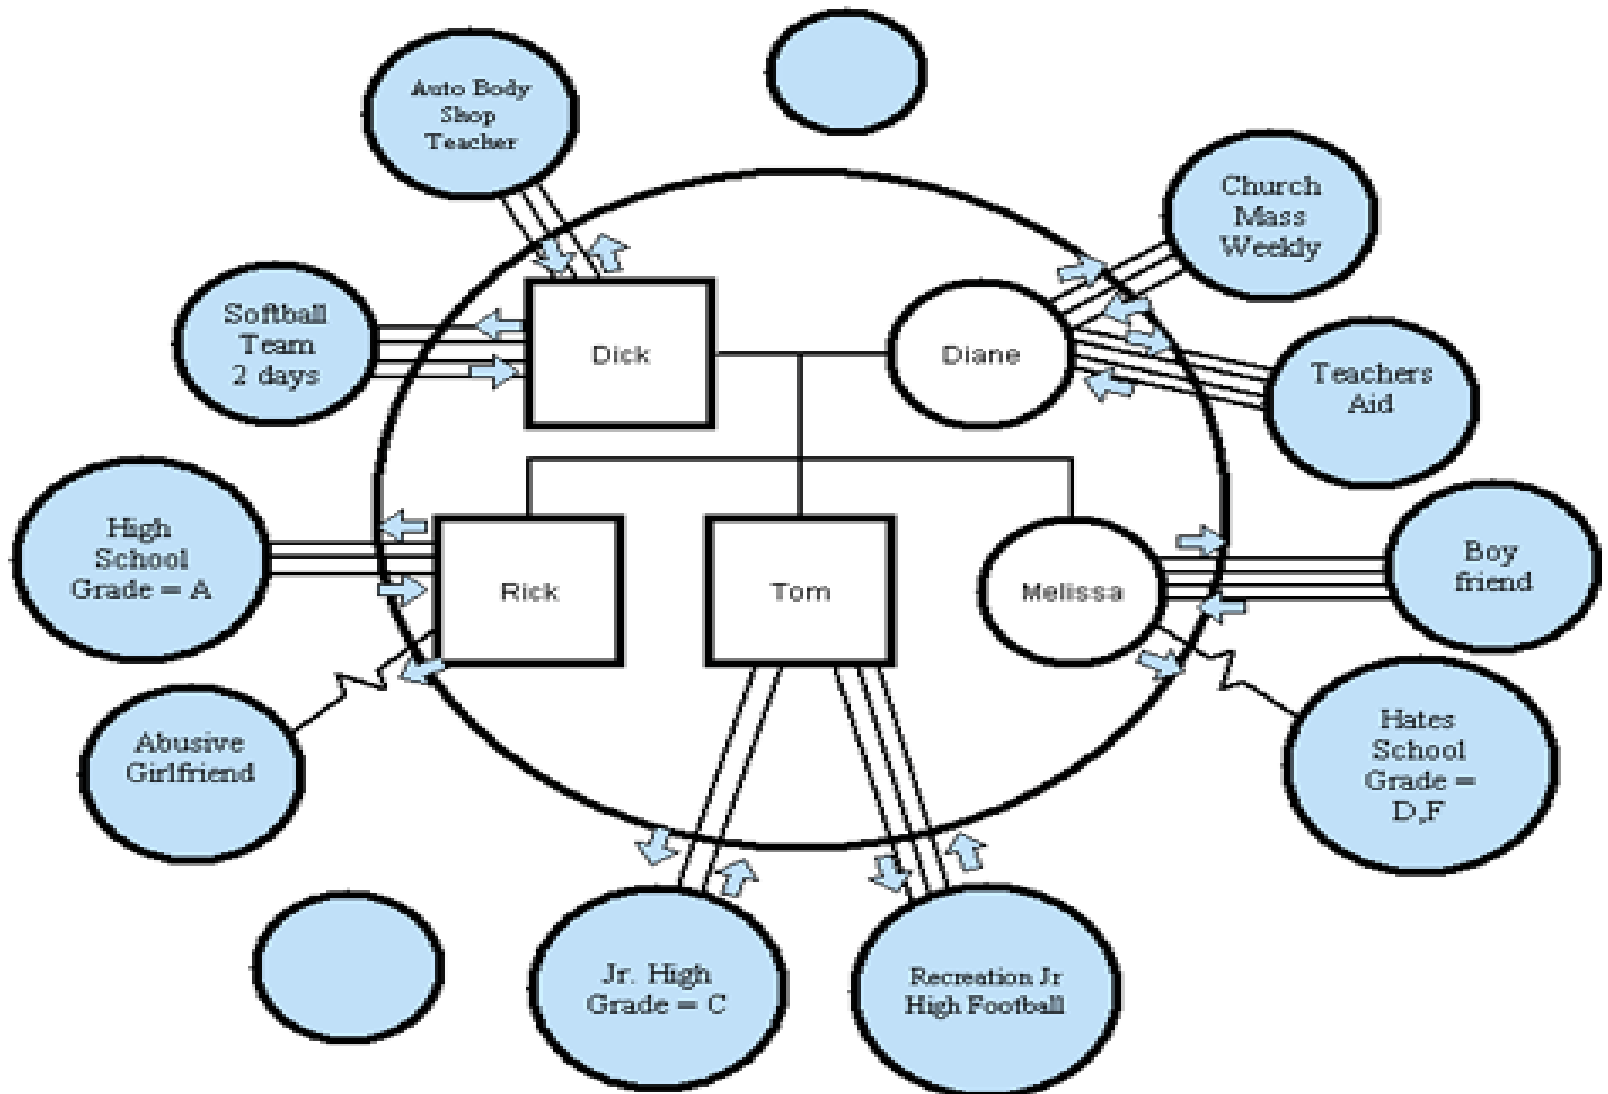 Auto Body
Shop
Teacher
Church
Mass
Weekly
Softball
Team
2 days
Dick
Diane
Teachers
Aid
High
School
Grade = A
Rick
Tom
Melissa
Boy
friend
Abusive
Girlfriend
Hates
School
Grade =
D,F
Jr. High
Grade = C
Recreation Jr
High Football